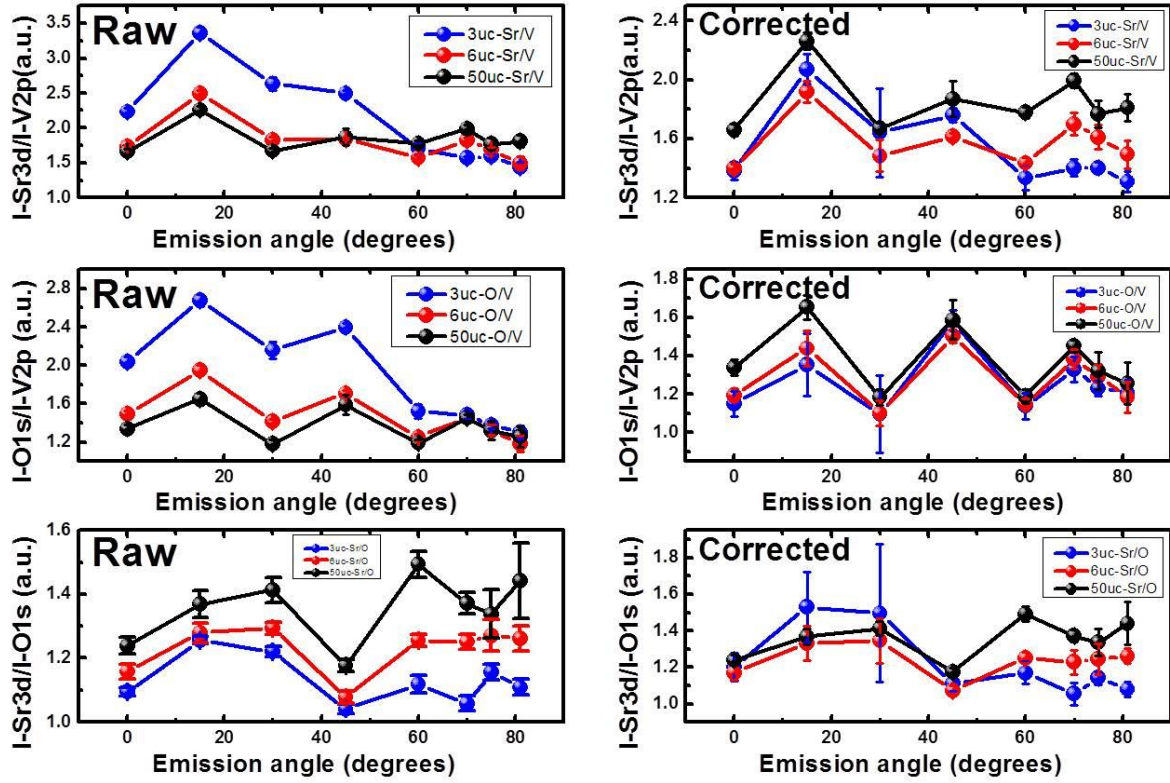 Raw
I-Sr3d/I-V2p (a.u.)
3.5
3.0
2.5
2.0
1.5
1.0
3uc-Sr/V
6uc-Sr/V
50uc-Sr/V
0 20 40 60 80
Emission angle (degrees)
Corrected
I-Sr3d/I-V2p(a.u.)
2.4
2.0
1.6
1.2
3uc-Sr/V
6uc-Sr/V
50uc-Sr/V
0 20 40 60 80
Emission angle (degrees)
Raw
I-O1s/I-V2p (a.u.)
2.8
2.4
2.0
1.6
1.2
3uc-O/V
6uc-O/V
50uc-O/V
0 20 40 60 80
Emission angle (degrees)
Corrected
I-O1s/I-V2p (a.u.)
1.8
1.6
1.4
1.2
1.0
3uc-O/V
6uc-O/V
50uc-O/V
0 20 40 60 80
Emission angle (degrees)
Raw
I-Sr3d/I-O1s (a.u.)
1.6
1.4
1.2
1.0
3uc-Sr/O
6uc-Sr/O
50uc-Sr/O
0 20 40 60 80
Emission angle (degrees)
Corrected
I-Sr3d/I-O1s (a.u.)
1.8
1.6
1.4
1.2
1.0
3uc-Sr/O
6uc-Sr/O
50uc-Sr/O
0 20 40 60 80
Emission angle (degrees)